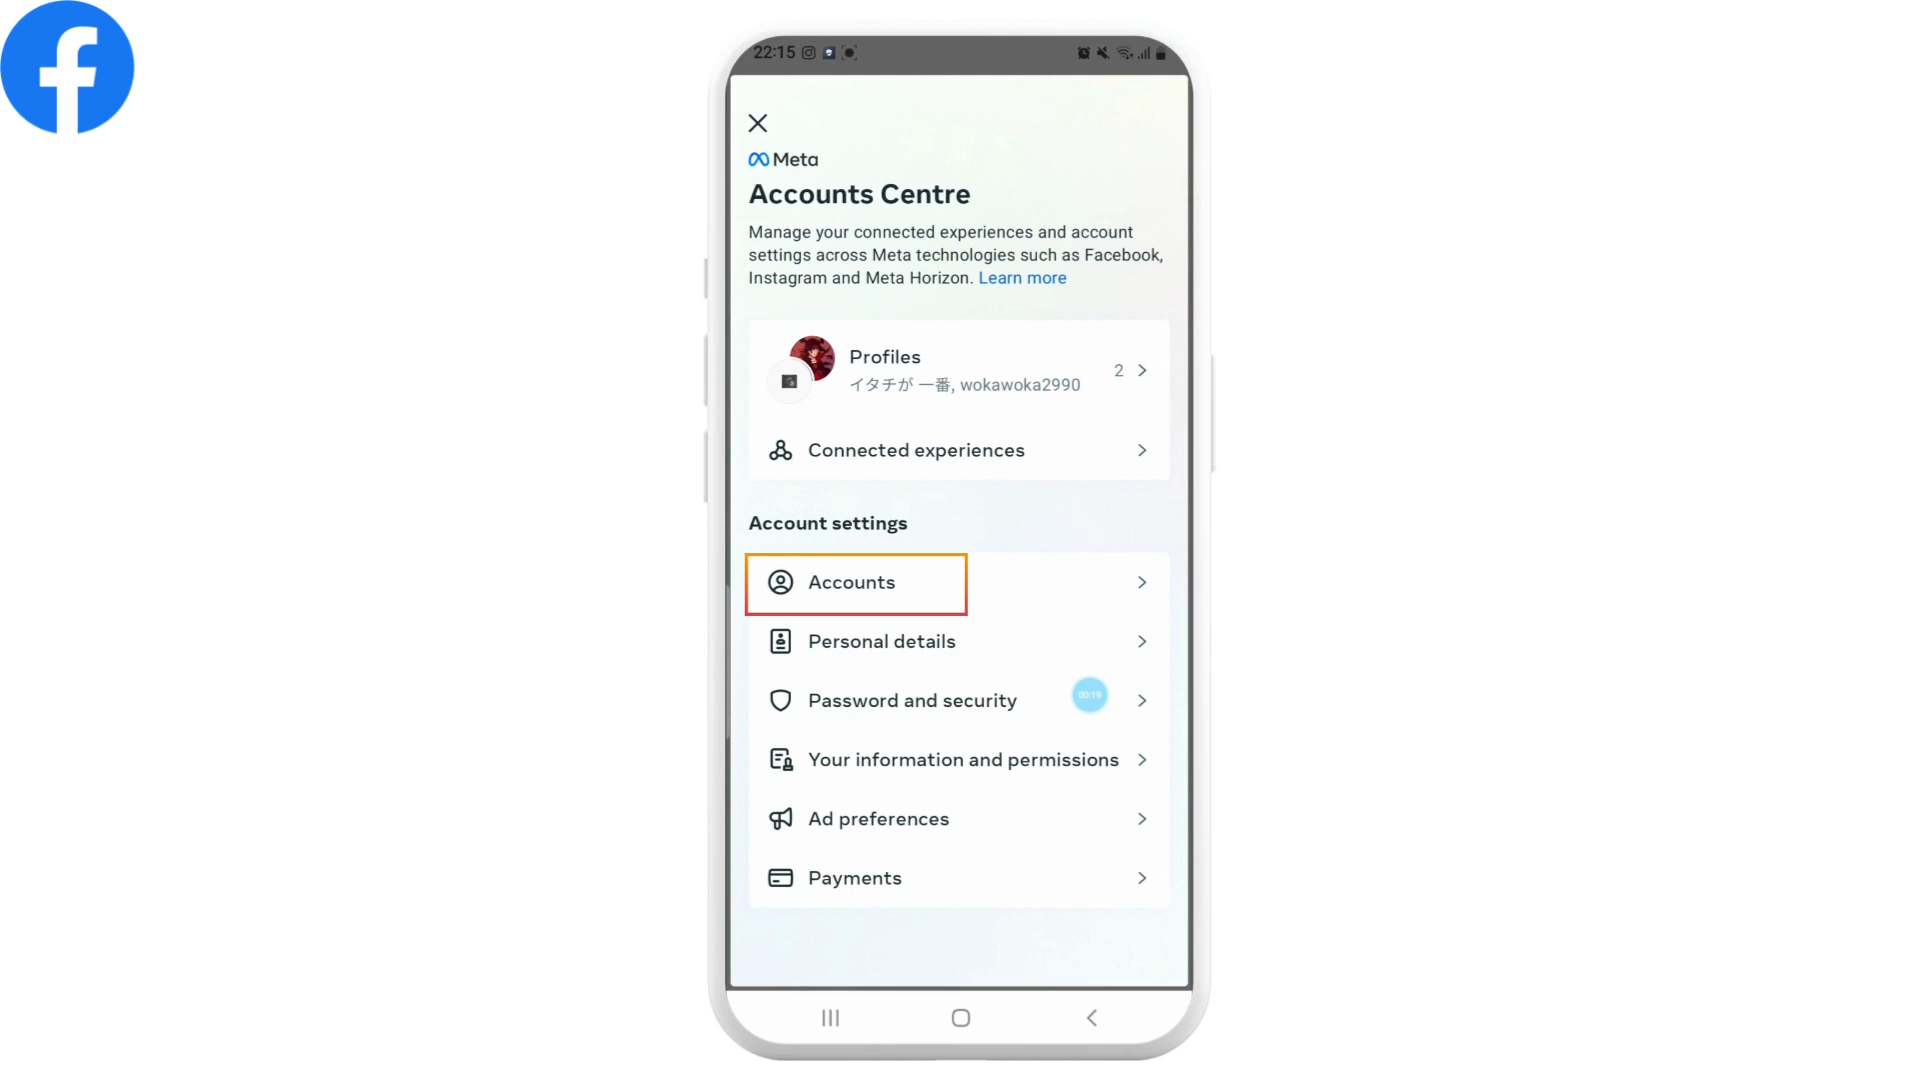 22:15
Meta
Accounts Centre
Manage your connected experiences and account
settings across Meta technologies such as Facebook,
Instagram and Meta Horizon. Learn more
Profiles
2
イタチが 一番, wokawoka2990
Connected experiences
Account settings
Accounts
Personal details
Password and security
00:19
Your information and permissions
Ad preferences
Payments